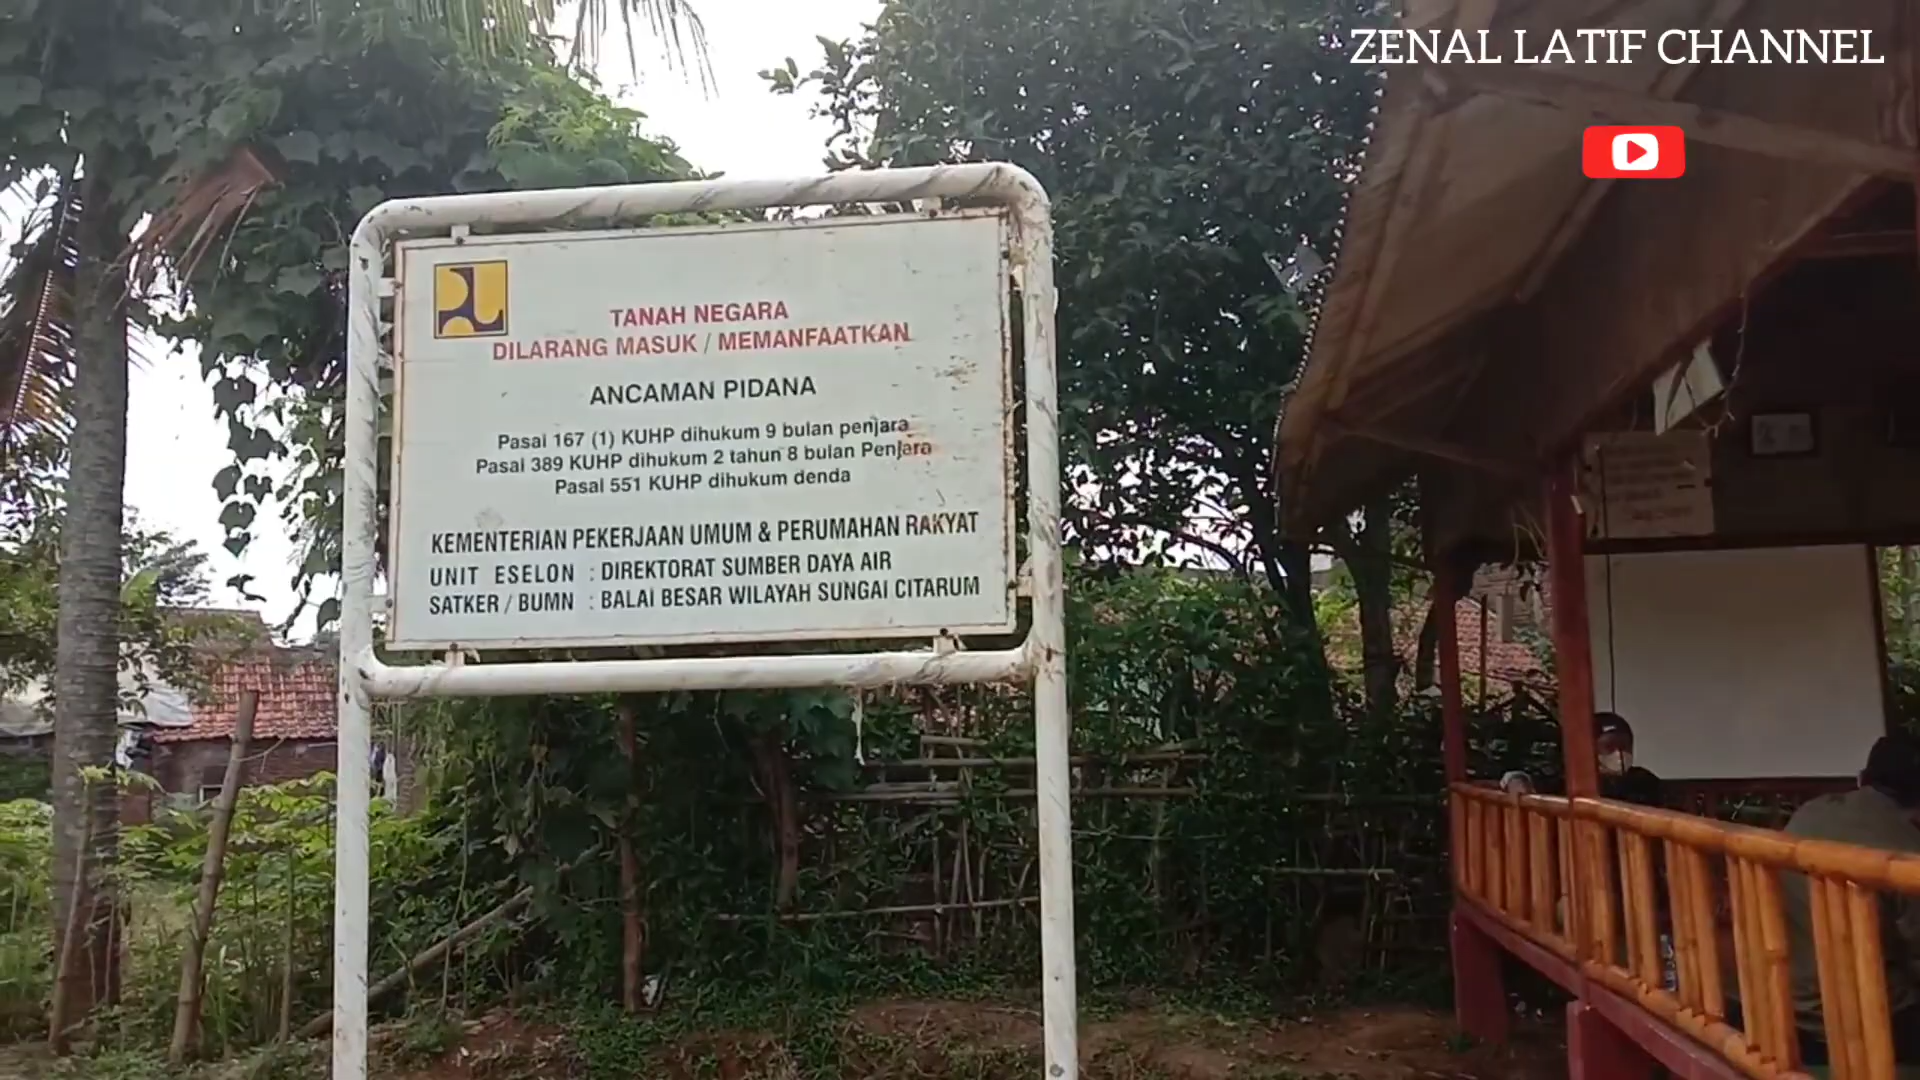 ZENAL LATIF CHANNEL
TANAH NEGARA
DILARANG MASUK / MEMANFAATKAN
ANCAMAN PIDANA
Pasal 167 (1) KUHP dihukum 9 bulan penjara
Pasal 389 KUHP dihukum 2 tahun 8 bulan Penjara
Pasal 551 KUHP dihukum denda
KEMENTERIAN PEKERJAAN UMUM & PERUMAHAN RAKYAT
UNIT ESELON : DIREKTORAT SUMBER DAYA AIR
SATKER / BUMN : BALAI BESAR WILAYAH SUNGAI CITARUM